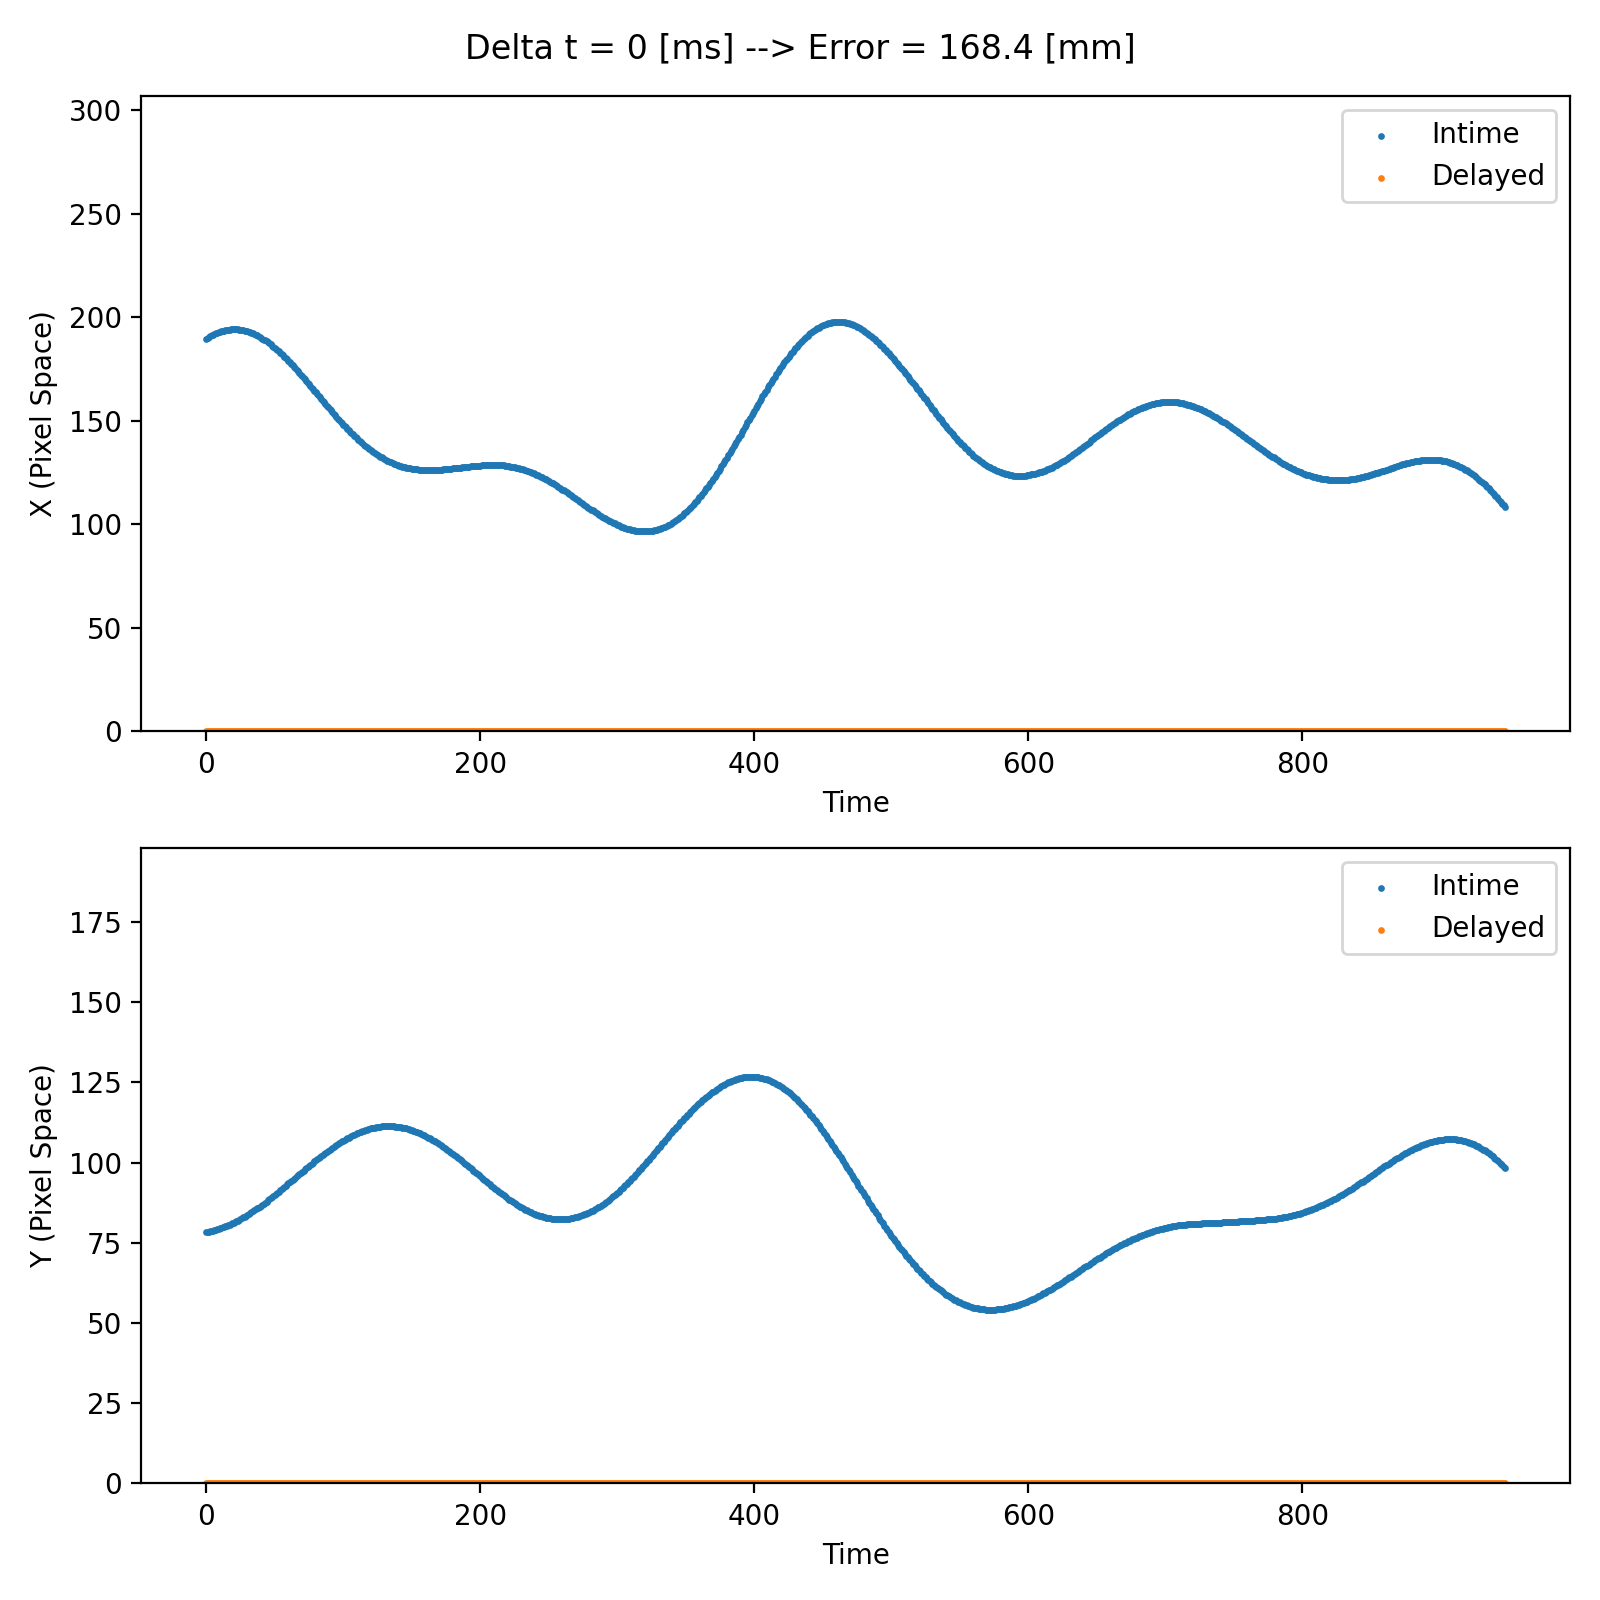 Delta t = 0 [ms] --> Error = 168.4 [mm]
300
250
200
150
100
50
0
X (Pixel Space)
Intime
Delayed
0 200 400 600 800
Time
175
150
125
100
75
50
25
0
Y (Pixel Space)
Intime
Delayed
0 200 400 600 800
Time